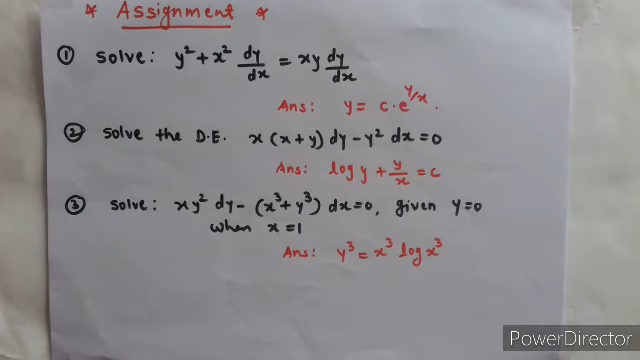 * Assignment *
① Solve: y² + x² dy/dx = xy dy/dx
Ans: y = c·e^(y/x).
② Solve the D.E. x(x+y)dy - y² dx = 0
Ans: log y + y/x = c
③ Solve: xy² dy - (x³+y³) dx = 0, given y=0
when x=1
Ans: y³ = x³ log x³
PowerDirector